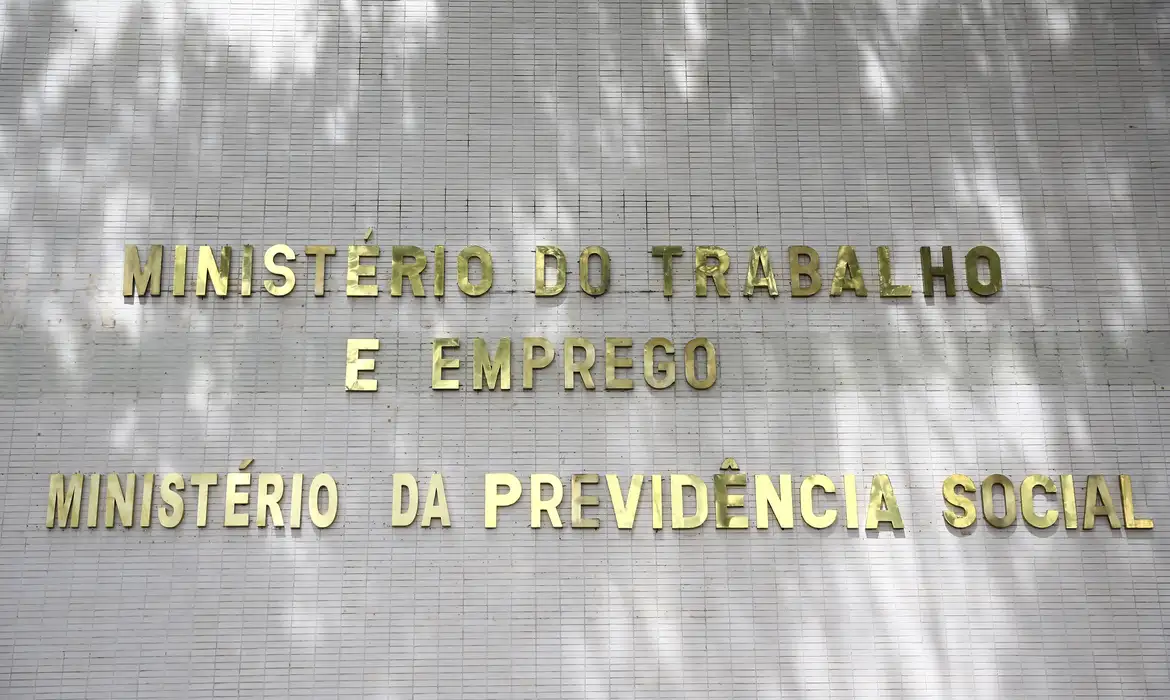 MINISTÉRIO DO TRABALHO
E EMPREGO
MINISTÉRIO DA PREVIDÊNCIA SOCIAL